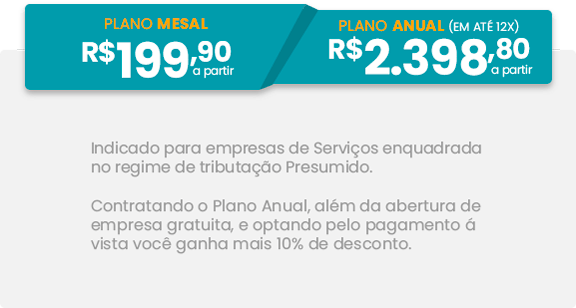 PLANO MESAL
R$199,90
a partir
PLANO ANUAL (EM ATÉ 12X)
R$2.398,80
a partir
Indicado para empresas de Serviços enquadrada
no regime de tributação Presumido.
Contratando o Plano Anual, além da abertura de
empresa gratuita, e optando pelo pagamento á
vista você ganha mais 10% de desconto.